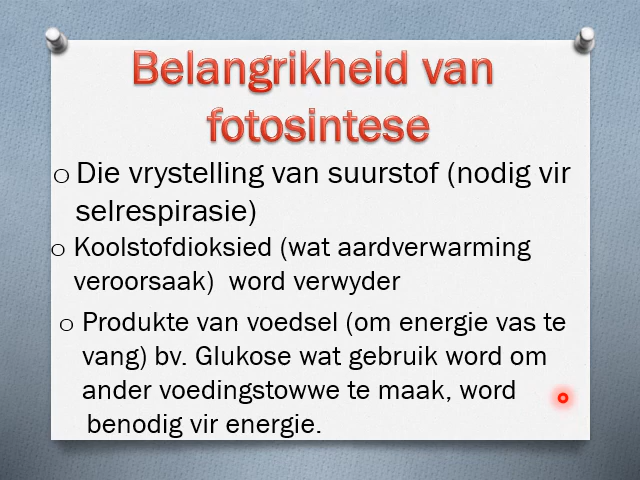 Belangrikheid van
fotosintese
o Die vrystelling van suurstof (nodig vir
selrespirasie)
o Koolstofdioksied (wat aardverwarming
veroorsaak)  word verwyder
o Produkte van voedsel (om energie vas te
vang) bv. Glukose wat gebruik word om
ander voedingstowwe te maak, word
benodig vir energie.